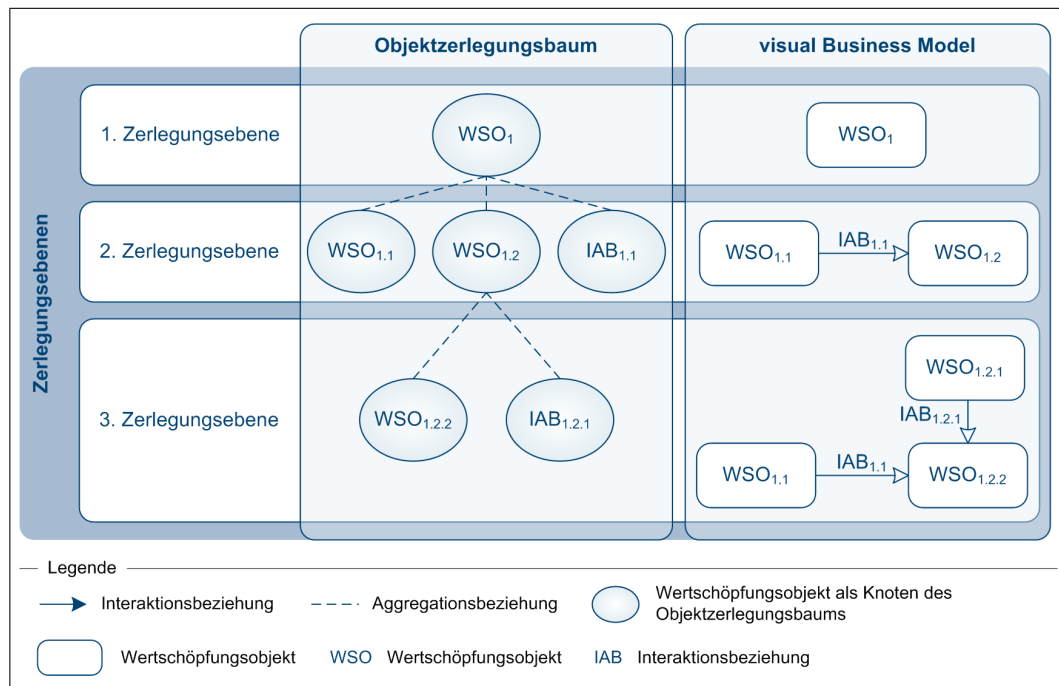 Objektzerlegungsbaum
visual Business Model
Zerlegungsebenen
1. Zerlegungsebene
WSO1
WSO1
2. Zerlegungsebene
WSO1.1
WSO1.2
IAB1.1
WSO1.1
IAB1.1
WSO1.2
3. Zerlegungsebene
WSO1.2.2
IAB1.2.1
WSO1.2.1
IAB1.2.1
WSO1.1
IAB1.1
WSO1.2.2
Legende
Interaktionsbeziehung
Aggregationsbeziehung
Wertschöpfungsobjekt als Knoten des
Objektzerlegungsbaums
Wertschöpfungsobjekt
WSO Wertschöpfungsobjekt
IAB Interaktionsbeziehung